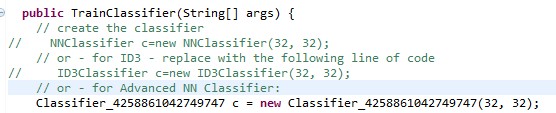 public TrainClassifier(String[] args) {
// create the classifier
// NNClassifier c=new NNClassifier(32, 32);
// or - for ID3 - replace with the following line of code
// ID3Classifier c=new ID3Classifier(32, 32);
// or - for Advanced NN Classifier:
Classifier_4258861042749747 c = new Classifier_4258861042749747(32, 32);